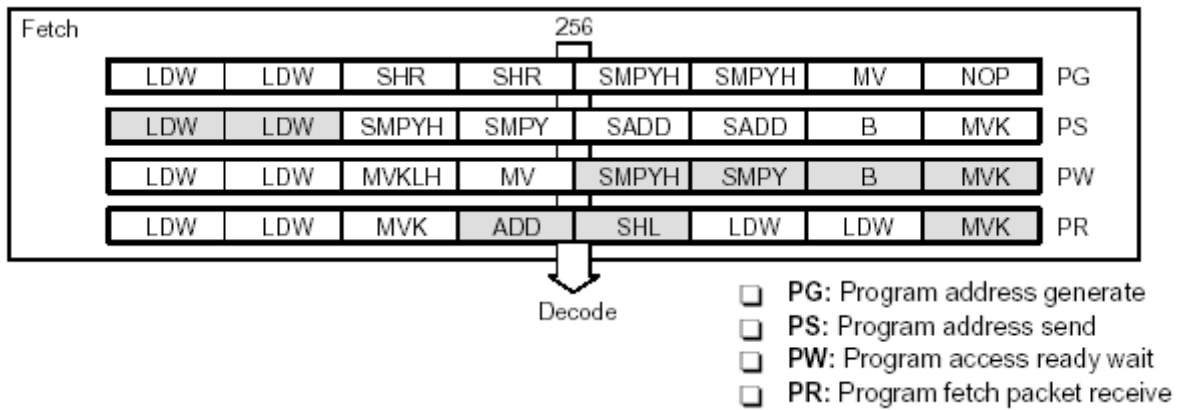 Fetch 256
LDW LDW SHR SHR SMPYH SMPYH MV NOP PG
LDW LDW SMPYH SMPY SADD SADD B MVK PS
LDW LDW MVKLH MV SMPYH SMPY B MVK PW
LDW LDW MVK ADD SHL LDW LDW MVK PR
Decode
PG: Program address generate
PS: Program address send
PW: Program access ready wait
PR: Program fetch packet receive